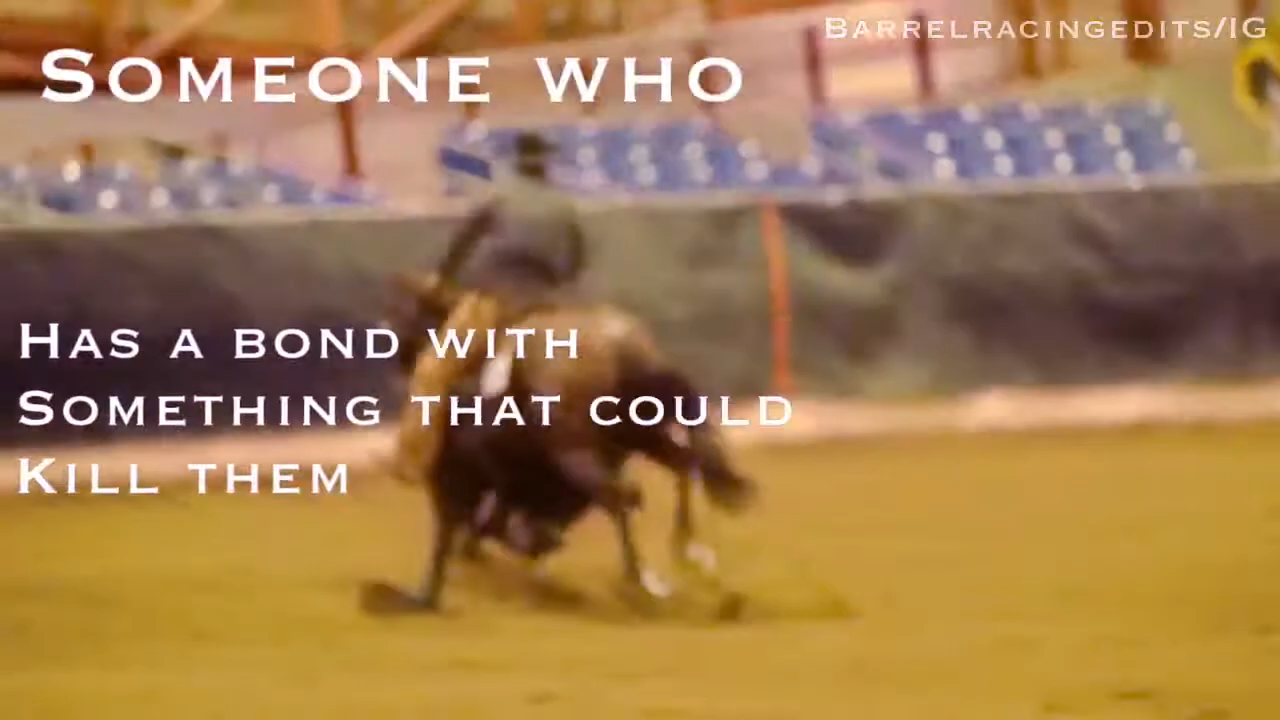 BARRELRACINGEDITS/IG
SOMEONE WHO
HAS A BOND WITH
SOMETHING THAT COULD
KILL THEM